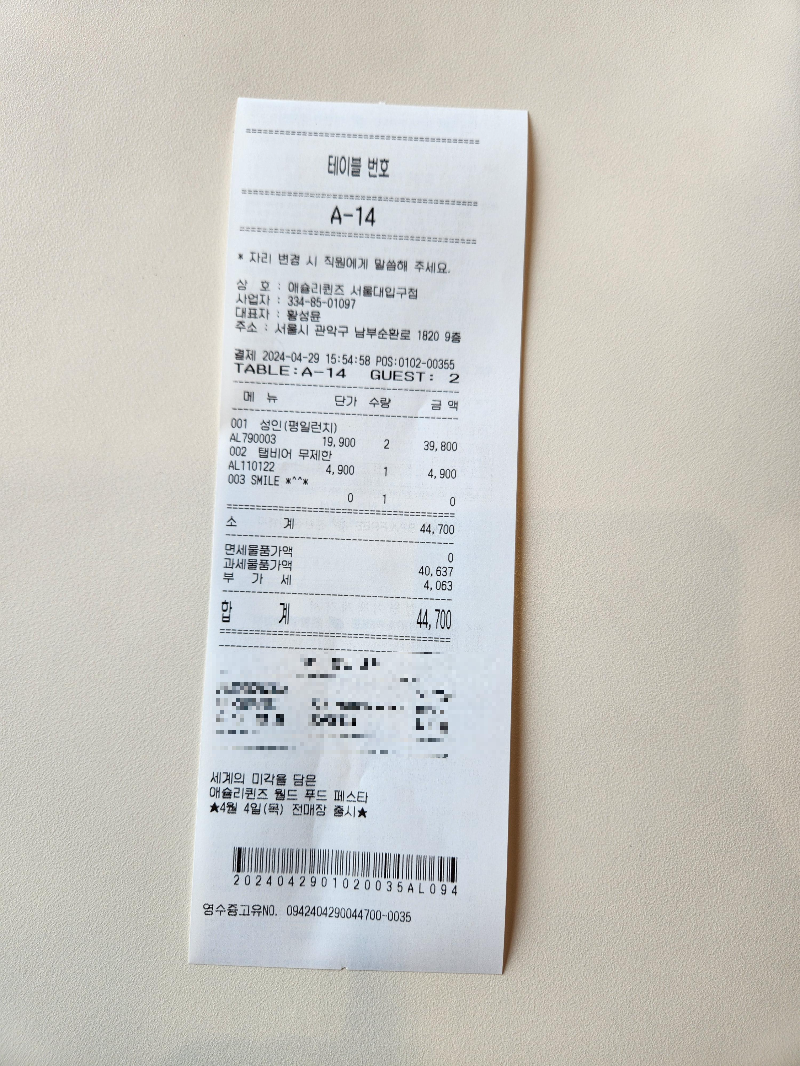 테이블 번호
A-14
* 자리 변경 시 직원에게 말씀해 주세요.
상 호 : 애슐리퀸즈 서울대입구점
사업자 : 334-85-01097
대표자 : 황성윤
주소 : 서울시 관악구 남부순환로 1820 9층
결제 2024-04-29 15:54:58 POS:0102-00355
TABLE:A-14 GUEST: 2
메 뉴 단가 수량 금 액
001 성인(평일런치)
AL790003 19,900 2 39,800
002 탭비어 무제한
AL110122 4,900 1 4,900
003 SMILE *^^*
0 1 0
소 계 44,700
면세물품가액 0
과세물품가액 40,637
부 가 세 4,063
합 계 44,700
세계의 미각을 담은
애슐리퀸즈 월드 푸드 페스타
★4월 4일(목) 전매장 출시★
2024042901020035AL094
영수증고유NO. 0942404290044700-0035